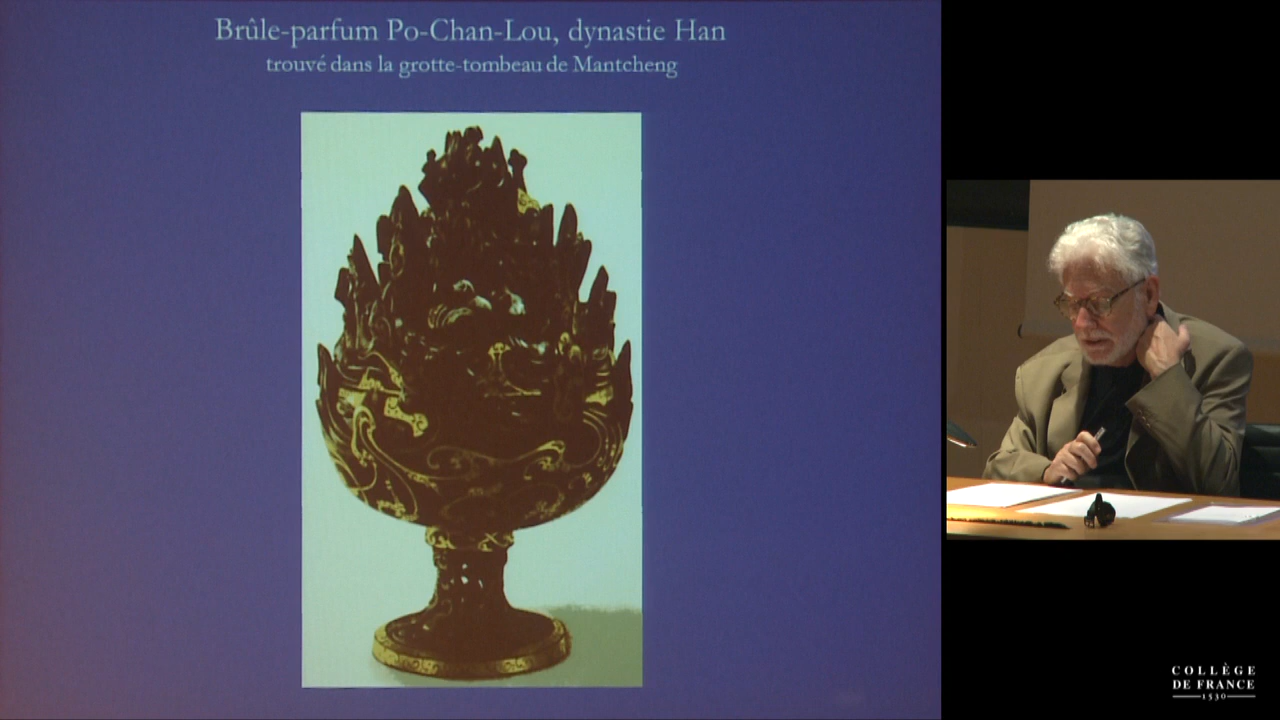 Brûle-parfum Po-Chan-Lou, dynastie Han
trouvé dans la grotte-tombeau de Mantcheng
COLLÈGE
DE FRANCE
1530